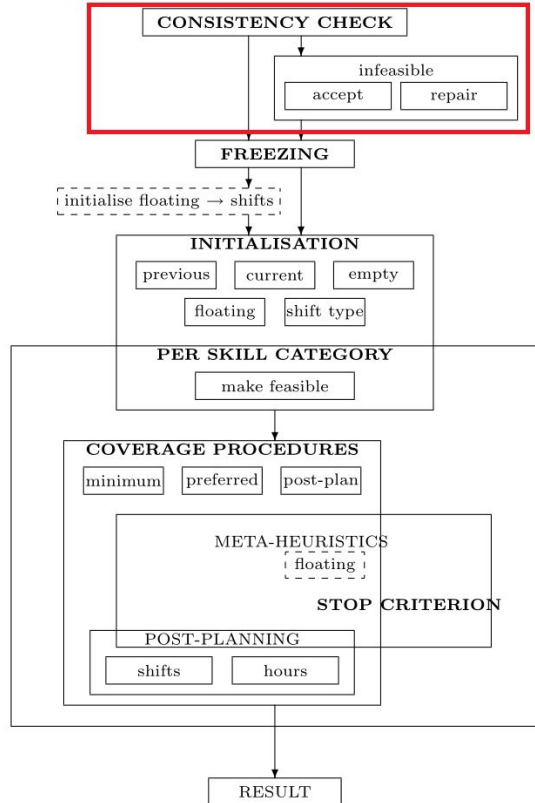 CONSISTENCY CHECK
infeasible
accept repair
FREEZING
initialise floating → shifts
INITIALISATION
previous current empty
floating shift type
PER SKILL CATEGORY
make feasible
COVERAGE PROCEDURES
minimum preferred post-plan
META-HEURISTICS
floating
STOP CRITERION
POST-PLANNING
shifts hours
RESULT